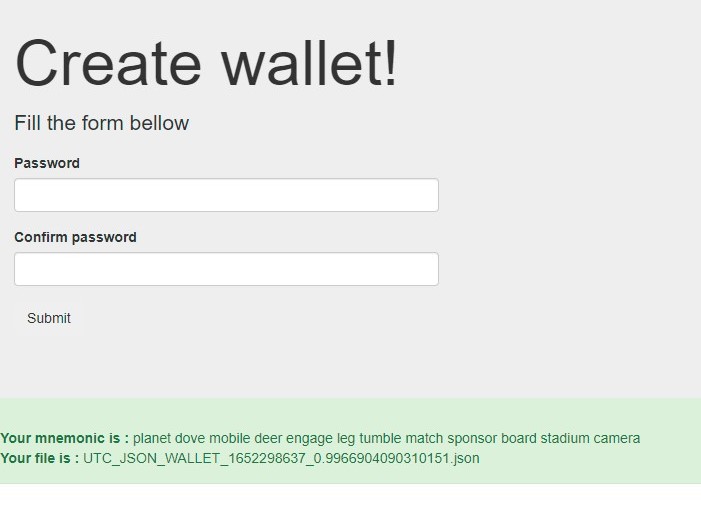 Create wallet!
Fill the form bellow
Password
Confirm password
Submit
Your mnemonic is : planet dove mobile deer engage leg tumble match sponsor board stadium camera
Your file is : UTC_JSON_WALLET_1652298637_0.9966904090310151.json